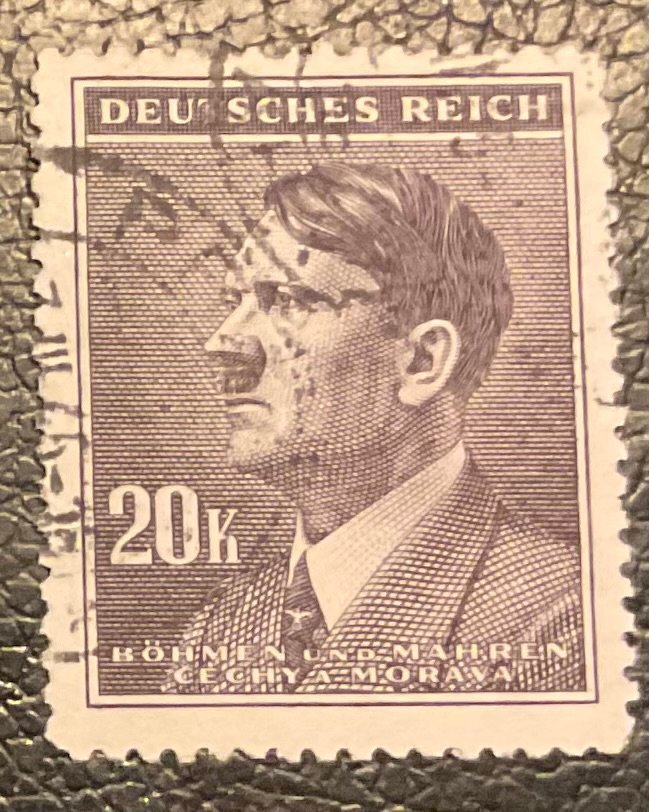 DEUTSCHES REICH
20K
BÖHMEN UND MÄHREN
ČECHY A MORAVA